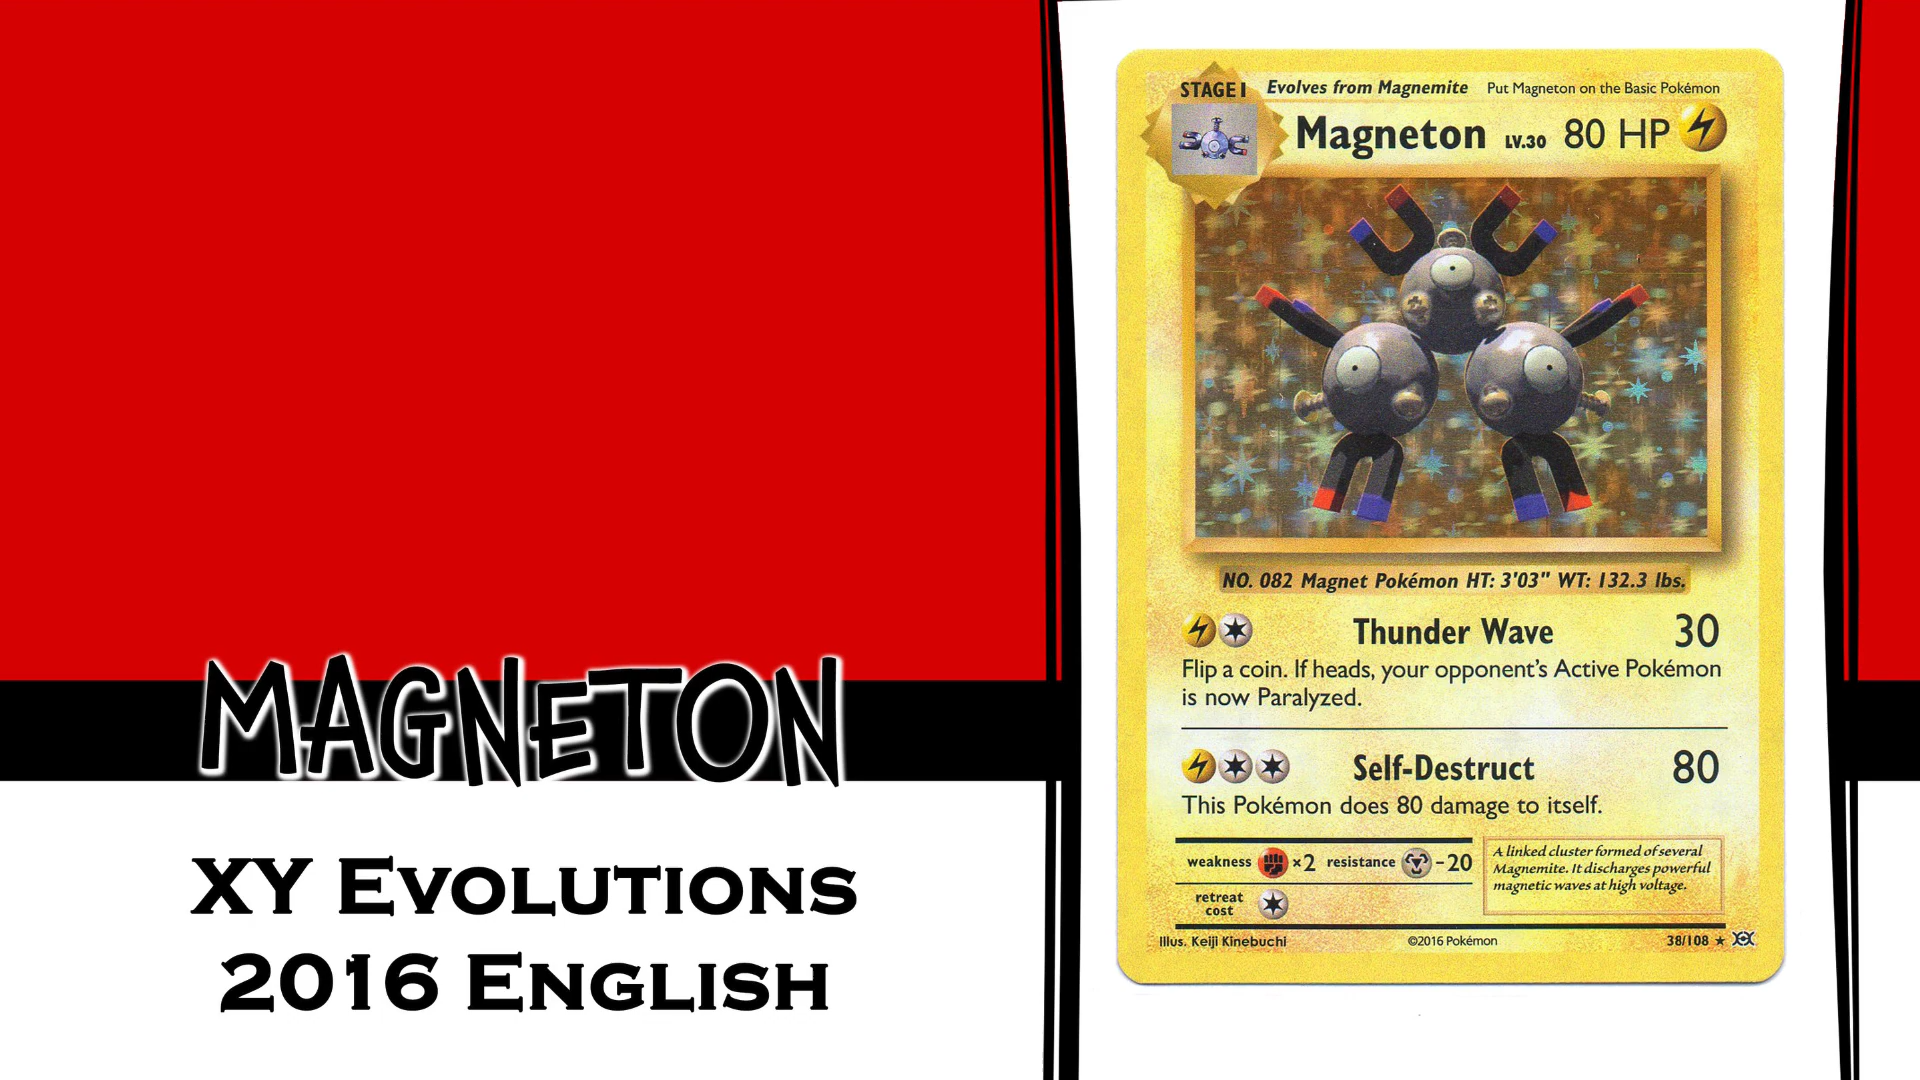 MAGNETON
XY Evolutions
2016 English
STAGE 1 Evolves from Magnemite Put Magneton on the Basic Pokémon
Magneton LV.30 80 HP
NO. 082 Magnet Pokémon HT: 3'03" WT: 132.3 lbs.
Thunder Wave 30
Flip a coin. If heads, your opponent's Active Pokémon
is now Paralyzed.
Self-Destruct 80
This Pokémon does 80 damage to itself.
weakness ×2 resistance -20
retreat
cost
A linked cluster formed of several
Magnemite. It discharges powerful
magnetic waves at high voltage.
Illus. Keiji Kinebuchi ©2016 Pokémon 38/108 ★